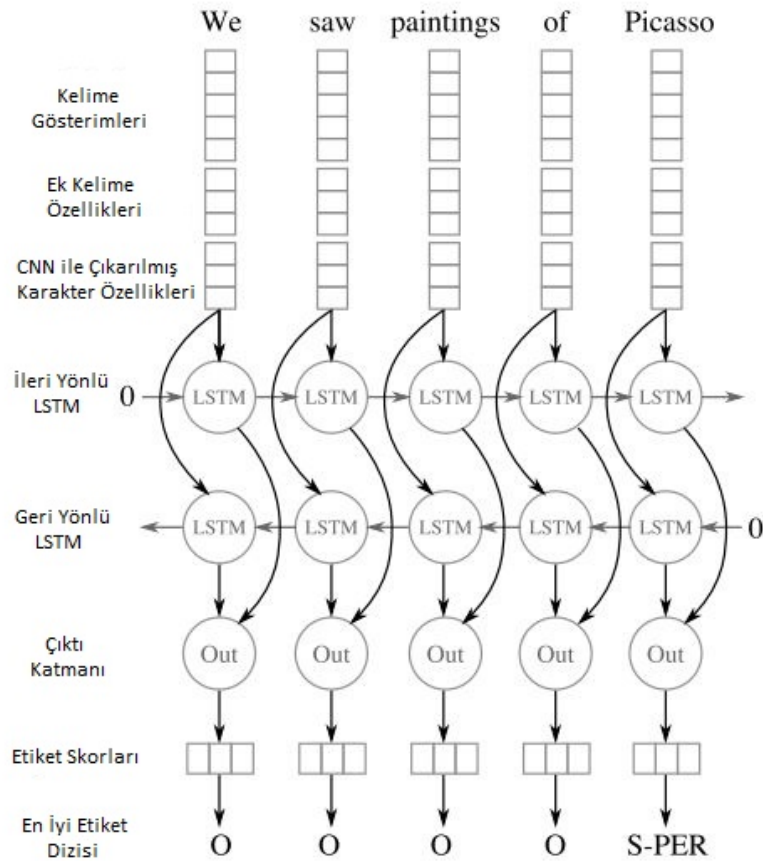 We saw paintings of Picasso
Kelime
Gösterimleri
Ek Kelime
Özellikleri
CNN ile Çıkarılmış
Karakter Özellikleri
İleri Yönlü
LSTM
0 LSTM LSTM LSTM LSTM LSTM
Geri Yönlü
LSTM
LSTM LSTM LSTM LSTM LSTM 0
Çıktı
Katmanı
Out Out Out Out Out
Etiket Skorları
En İyi Etiket
Dizisi
O O O O S-PER